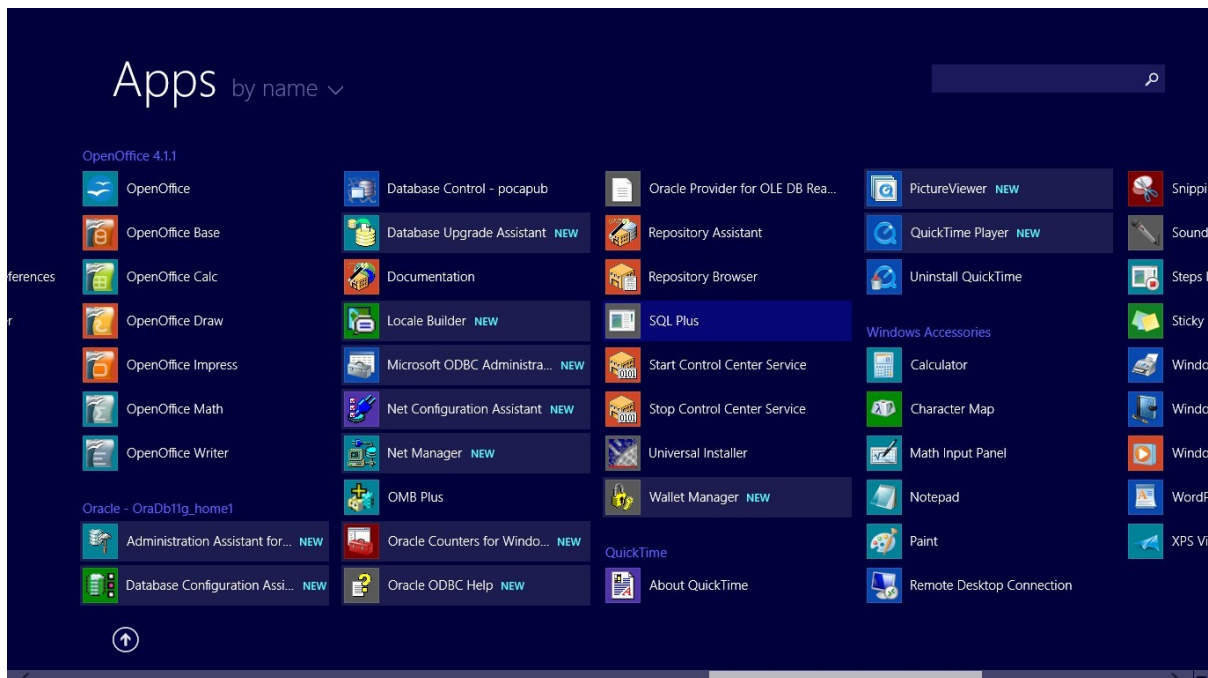 Apps by name
OpenOffice 4.1.1
OpenOffice
OpenOffice Base
OpenOffice Calc
OpenOffice Draw
OpenOffice Impress
OpenOffice Math
OpenOffice Writer
Oracle - OraDb11g_home1
Administration Assistant for... NEW
Database Configuration Assi... NEW
Database Control - pocapub
Database Upgrade Assistant NEW
Documentation
Locale Builder NEW
Microsoft ODBC Administra... NEW
Net Configuration Assistant NEW
Net Manager NEW
OMB Plus
Oracle Counters for Windo... NEW
Oracle ODBC Help NEW
Oracle Provider for OLE DB Rea...
Repository Assistant
Repository Browser
SQL Plus
Start Control Center Service
Stop Control Center Service
Universal Installer
Wallet Manager NEW
QuickTime
About QuickTime
PictureViewer NEW
QuickTime Player NEW
Uninstall QuickTime
Windows Accessories
Calculator
Character Map
Math Input Panel
Notepad
Paint
Remote Desktop Connection
Snippi
Sound
Steps
Sticky
Windo
Windo
Windo
WordP
XPS Vi